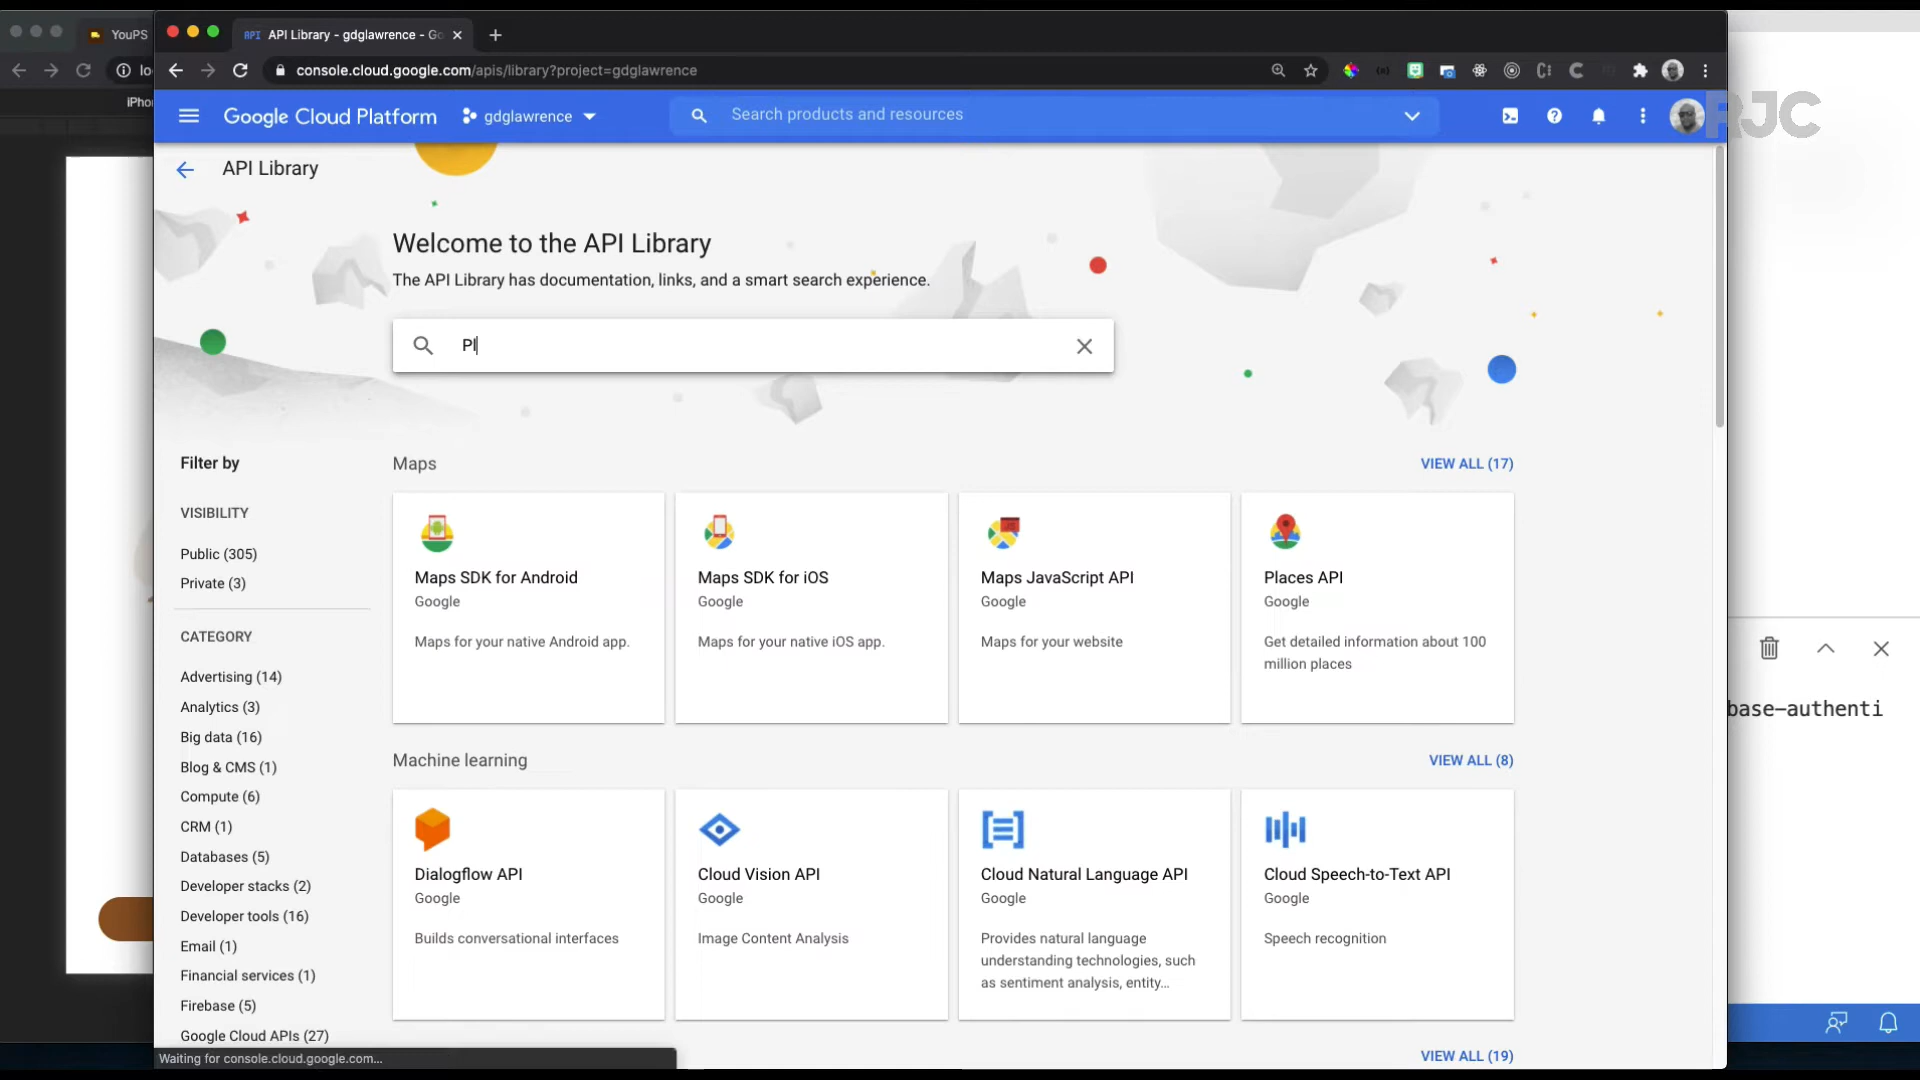 YouPS
API Library - gdglawrence - Go
lo
console.cloud.google.com/apis/library?project=gdglawrence
iPho
Google Cloud Platform
gdglawrence
Search products and resources
RJC
API Library
Welcome to the API Library
The API Library has documentation, links, and a smart search experience.
Pl
Filter by
VISIBILITY
Public (305)
Private (3)
CATEGORY
Advertising (14)
Analytics (3)
Big data (16)
Blog & CMS (1)
Compute (6)
CRM (1)
Databases (5)
Developer stacks (2)
Developer tools (16)
Email (1)
Financial services (1)
Firebase (5)
Google Cloud APIs (27)
Maps
VIEW ALL (17)
Maps SDK for Android
Google
Maps for your native Android app.
Maps SDK for iOS
Google
Maps for your native iOS app.
Maps JavaScript API
Google
Maps for your website
Places API
Google
Get detailed information about 100
million places
Machine learning
VIEW ALL (8)
Dialogflow API
Google
Builds conversational interfaces
Cloud Vision API
Google
Image Content Analysis
Cloud Natural Language API
Google
Provides natural language
understanding technologies, such
as sentiment analysis, entity…
Cloud Speech-to-Text API
Google
Speech recognition
VIEW ALL (19)
base-authenti
Waiting for console.cloud.google.com...